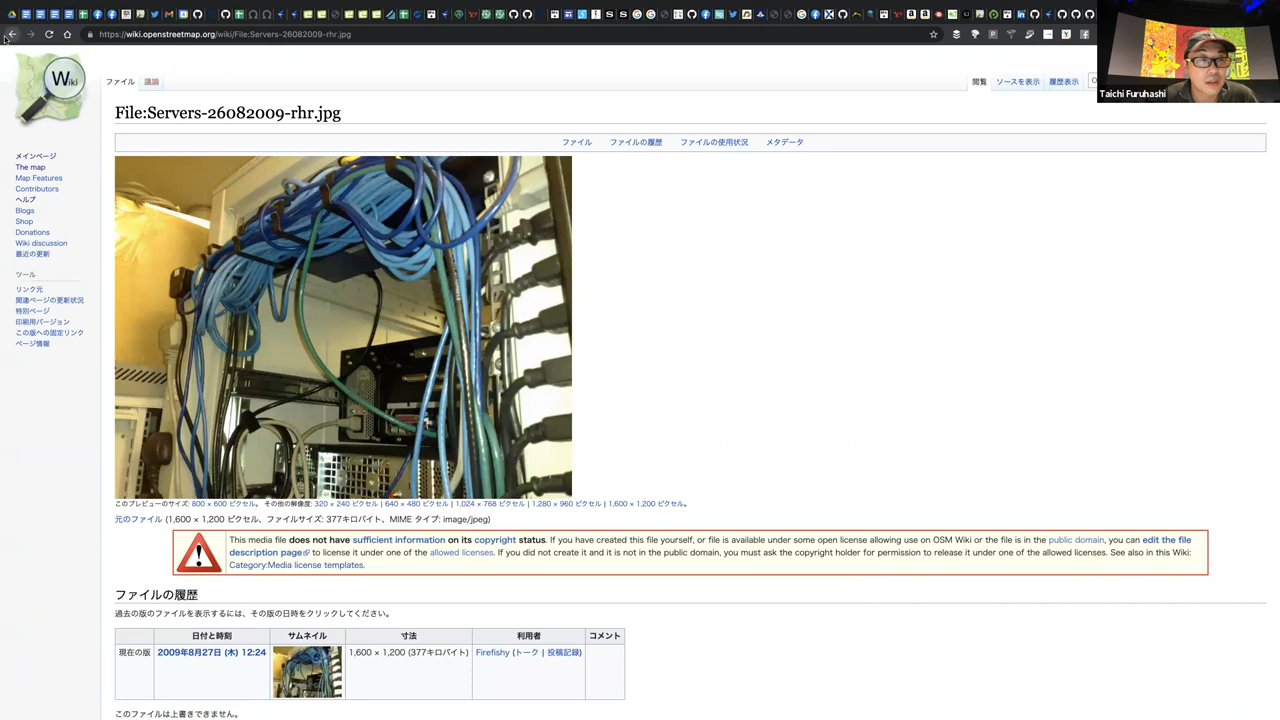 https://wiki.openstreetmap.org/wiki/File:Servers-26082009-rhr.jpg
Taichi Furuhashi
Wiki
ファイル 議論
閲覧 ソースを表示 履歴表示
File:Servers-26082009-rhr.jpg
ファイル ファイルの履歴 ファイルの使用状況 メタデータ
メインページ
The map
Map Features
Contributors
ヘルプ
Blogs
Shop
Donations
Wiki discussion
最近の更新
ツール
リンク元
関連ページの更新状況
特別ページ
印刷用バージョン
この版への固定リンク
ページ情報
このプレビューのサイズ: 800 × 600 ピクセル。 その他の解像度: 320 × 240 ピクセル | 640 × 480 ピクセル | 1,024 × 768 ピクセル | 1,280 × 960 ピクセル | 1,600 × 1,200 ピクセル。
元のファイル (1,600 × 1,200 ピクセル、ファイルサイズ: 377キロバイト、MIME タイプ: image/jpeg)
This media file does not have sufficient information on its copyright status. If you have created this file yourself, or file is available under some open license allowing use on OSM Wiki or the file is in the public domain, you can edit the file
description page to license it under one of the allowed licenses. If you did not create it and it is not in the public domain, you must ask the copyright holder for permission to release it under one of the allowed licenses. See also in this Wiki:
Category:Media license templates.
ファイルの履歴
過去の版のファイルを表示するには、その版の日時をクリックしてください。
日付と時刻 サムネイル 寸法 利用者 コメント
現在の版 2009年8月27日 (木) 12:24 1,600 × 1,200 (377キロバイト) Firefishy (トーク | 投稿記録)
このファイルは上書きできません。